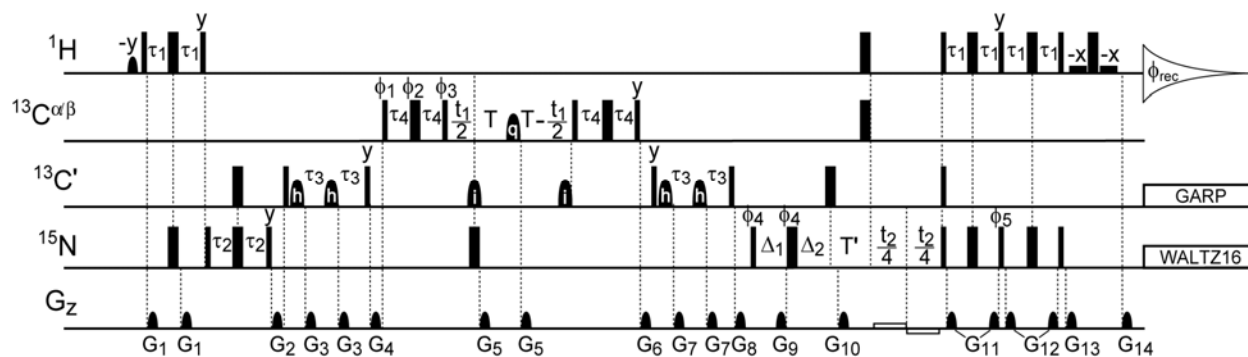 y y
¹H -y τ₁ τ₁ τ₁ τ₁ τ₁ τ₁ -x -x ϕrec
ϕ₁ ϕ₂ ϕ₃ y
¹³Cα/β τ₄ τ₄ t₁/2 T q T- t₁/2 τ₄ τ₄
y y
¹³C' h τ₃ h τ₃ i i h τ₃ h τ₃ GARP
y ϕ₄ ϕ₄ ϕ₅
¹⁵N τ₂ τ₂ Δ₁ Δ₂ T' t₂/4 t₂/4 WALTZ16
Gz
G₁ G₁ G₂ G₃ G₃ G₄ G₅ G₅ G₆ G₇ G₇ G₈ G₉ G₁₀ G₁₁ G₁₂ G₁₃ G₁₄